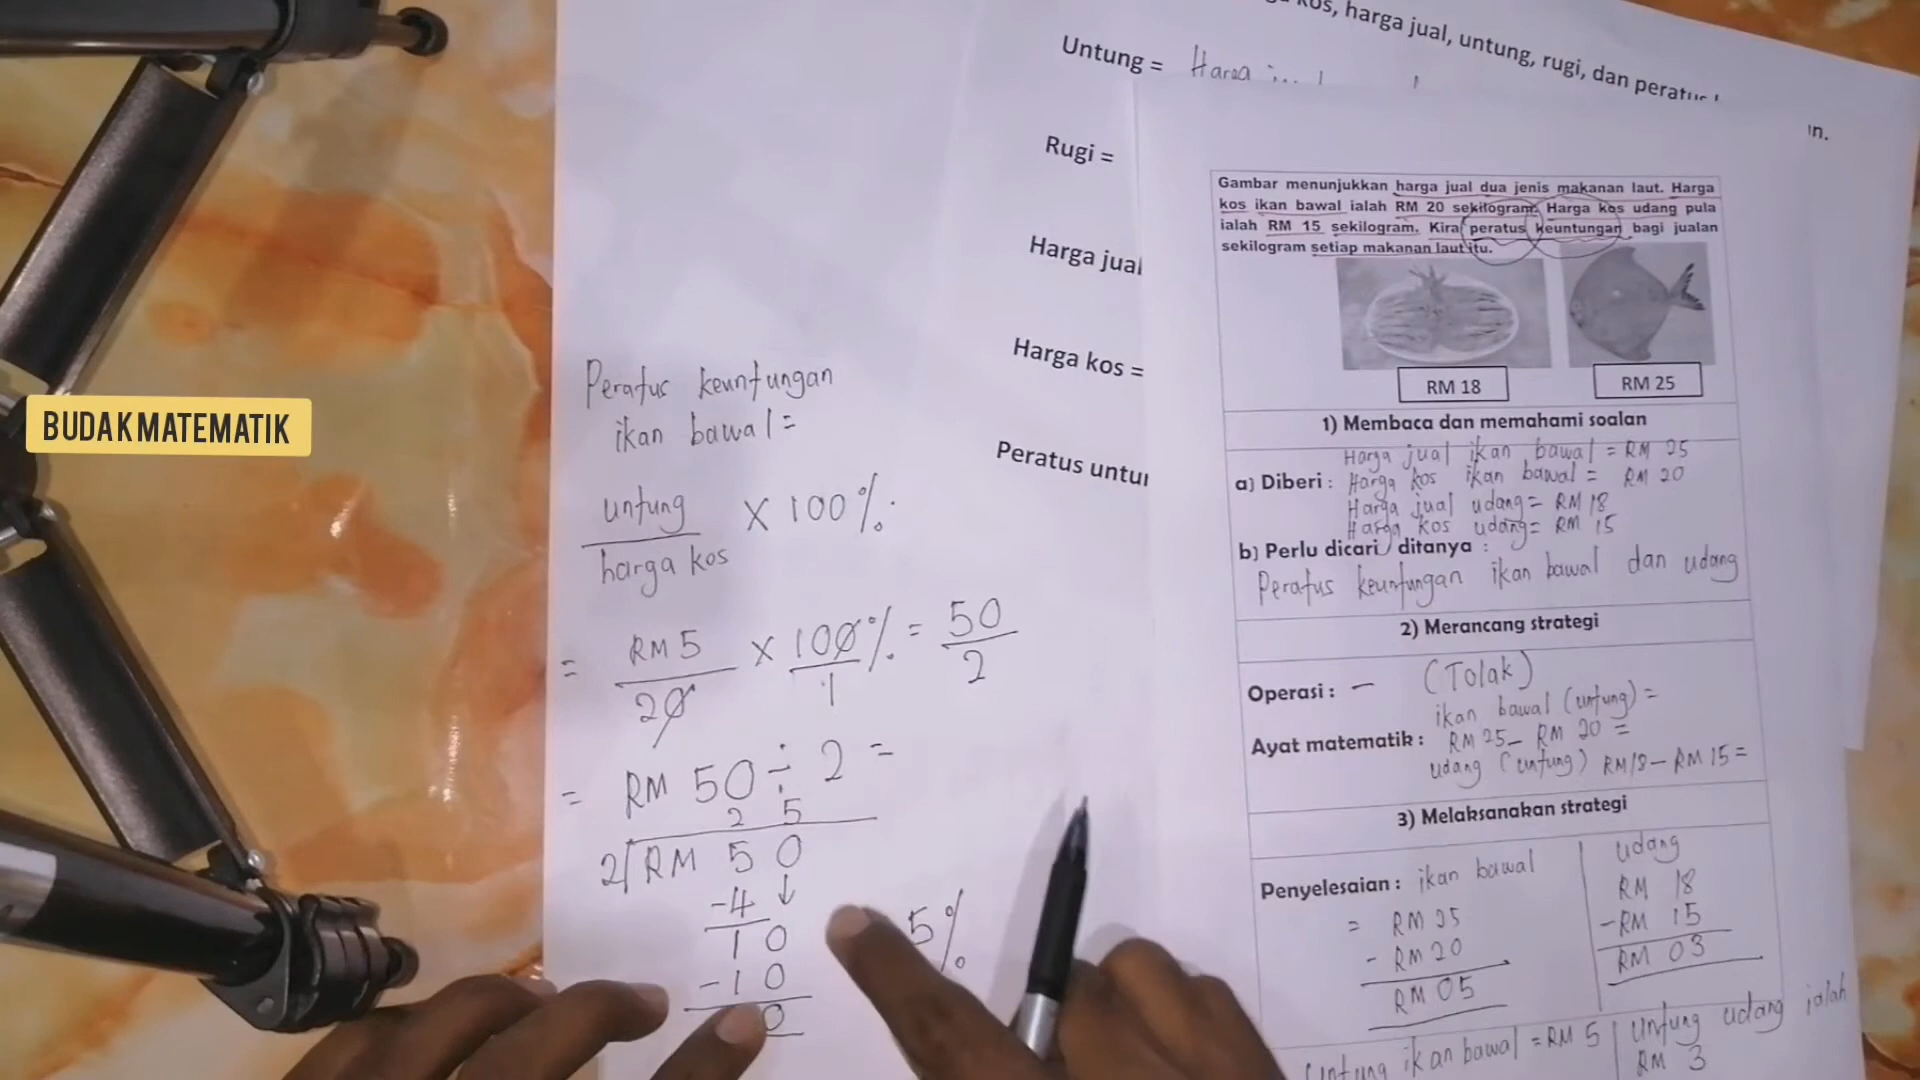 BUDAK MATEMATIK
kos, harga jual, untung, rugi, dan peratus
n.
Untung = Harga
Rugi =
Harga jual
Harga kos =
Peratus untu
Peratus keuntungan
ikan bawal =
untung
harga kos
X 100%
= RM 5
20
X 100%
1
= 50
2
= RM 50 ÷ 2 =
2 5
2 RM 50
-4 ↓
10
-10
0
5%
Gambar menunjukkan harga jual dua jenis makanan laut. Harga
kos ikan bawal ialah RM 20 sekilogram. Harga kos udang pula
ialah RM 15 sekilogram. Kira peratus keuntungan bagi jualan
sekilogram setiap makanan laut itu.
RM 18
RM 25
1) Membaca dan memahami soalan
Harga jual ikan bawal = RM 25
a) Diberi : Harga kos ikan bawal = RM 20
Harga jual udang = RM 18
Harga kos udang = RM 15
b) Perlu dicari / ditanya :
Peratus keuntungan ikan bawal dan udang
2) Merancang strategi
Operasi : – (Tolak)
ikan bawal (untung) =
Ayat matematik : RM 25 – RM 20 =
udang (untung) RM 18 – RM 15 =
3) Melaksanakan strategi
Penyelesaian : ikan bawal
= RM 25
- RM 20
RM 05
udang
RM 18
-RM 15
RM 03
Untung ikan bawal = RM 5
Untung udang ialah
RM 3